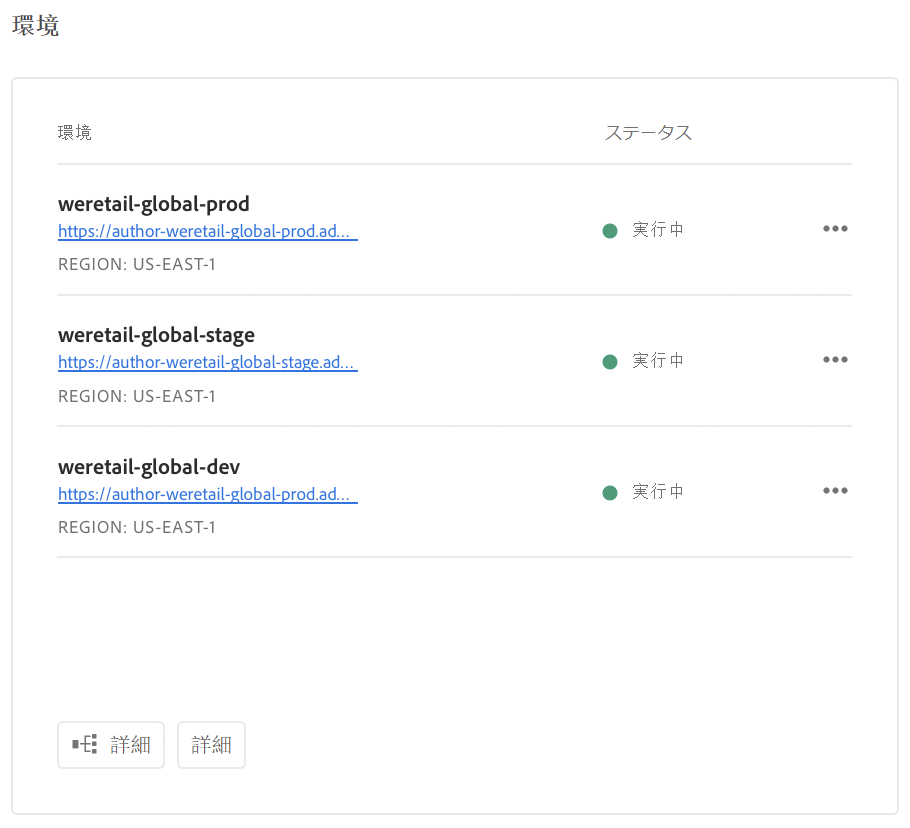 環境
環境 ステータス
weretail-global-prod
https://author-weretail-global-prod.ad...
実行中
REGION: US-EAST-1
weretail-global-stage
https://author-weretail-global-stage.ad...
実行中
REGION: US-EAST-1
weretail-global-dev
https://author-weretail-global-prod.ad...
実行中
REGION: US-EAST-1
詳細 詳細